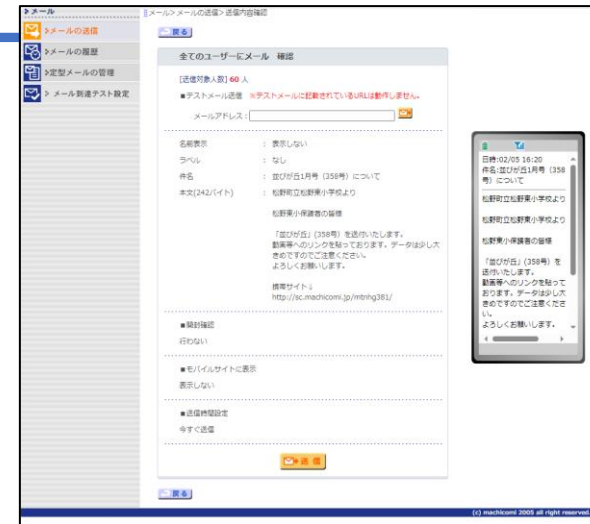 メール
メール>メールの送信>送信内容確認
メールの送信
メールの履歴
定型メールの管理
メール到達テスト設定
戻る
全てのユーザーにメール 確認
[送信対象人数] 60 人
■テストメール送信 ※テストメールに記載されているURLは動作しません。
メールアドレス：
名前表示 ： 表示しない
ラベル ： なし
件名 ： 並びが丘1月号（358号）について
本文(242バイト) ： 松野町立松野東小学校より
松野東小保護者の皆様
「並びが丘」(358号）を送付いたします。
動画等へのリンクを貼っております。データは少し大
きめですのでご注意ください。
よろしくお願いします。
携帯サイト↓
http://sc.machicomi.jp/mtnhg381/
■開封確認
行わない
■モバイルサイトに表示
表示しない
■送信時間設定
今すぐ送信
送 信
戻る
日時:02/05 16:20
件名:並びが丘1月号（358
号）について
松野町立松野東小学校より
松野町立松野東小学校より
松野東小保護者の皆様
「並びが丘」(358号）を
送付いたします。
動画等へのリンクを貼って
おります。データは少し大
きめですのでご注意くださ
い。
よろしくお願いします。
(c) machicomi 2005 all right reserved.